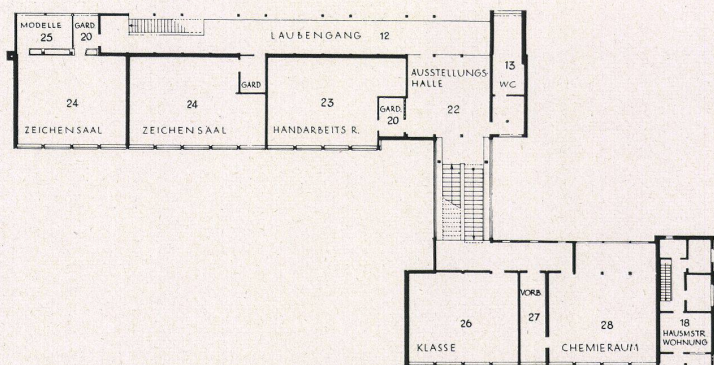 MODELLE
25
GARD
20
LAUBENGANG 12
13
WC
AUSSTELLUNGS-
HALLE
22
24
ZEICHENSAAL
24
ZEICHENSAAL
GARD
23
HANDARBEITS R.
GARD.
20
26
KLASSE
VORB.
27
28
CHEMIERAUM
18
HAUSMSTR.
WOHNUNG